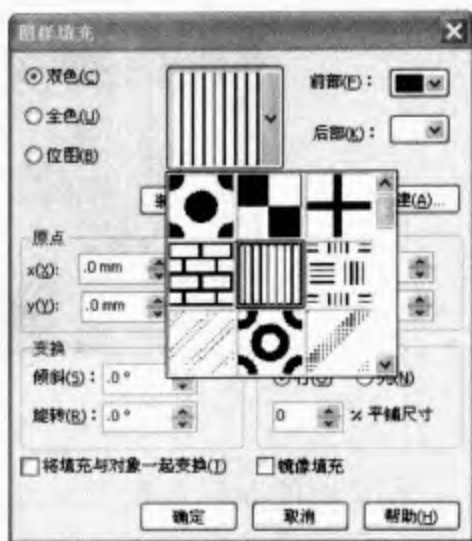 图样填充
双色(C)
前部(F)：
全色(U)
后部(K)：
位图(B)
建(A)...
原点
x(X): .0 mm
y(Y): .0 mm
变换
倾斜(S)： .0 °
旋转(R)： .0 °
0 % 平铺尺寸
将填充与对象一起变换(T) 镜像填充
确定 取消 帮助(H)